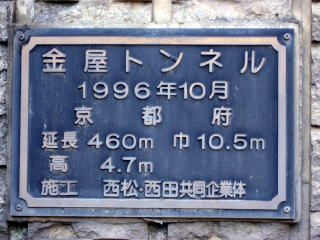 金屋トンネル
1996年10月
京都府
延長 460m 巾 10.5m
高 4.7m
施工 西松・西田共同企業体